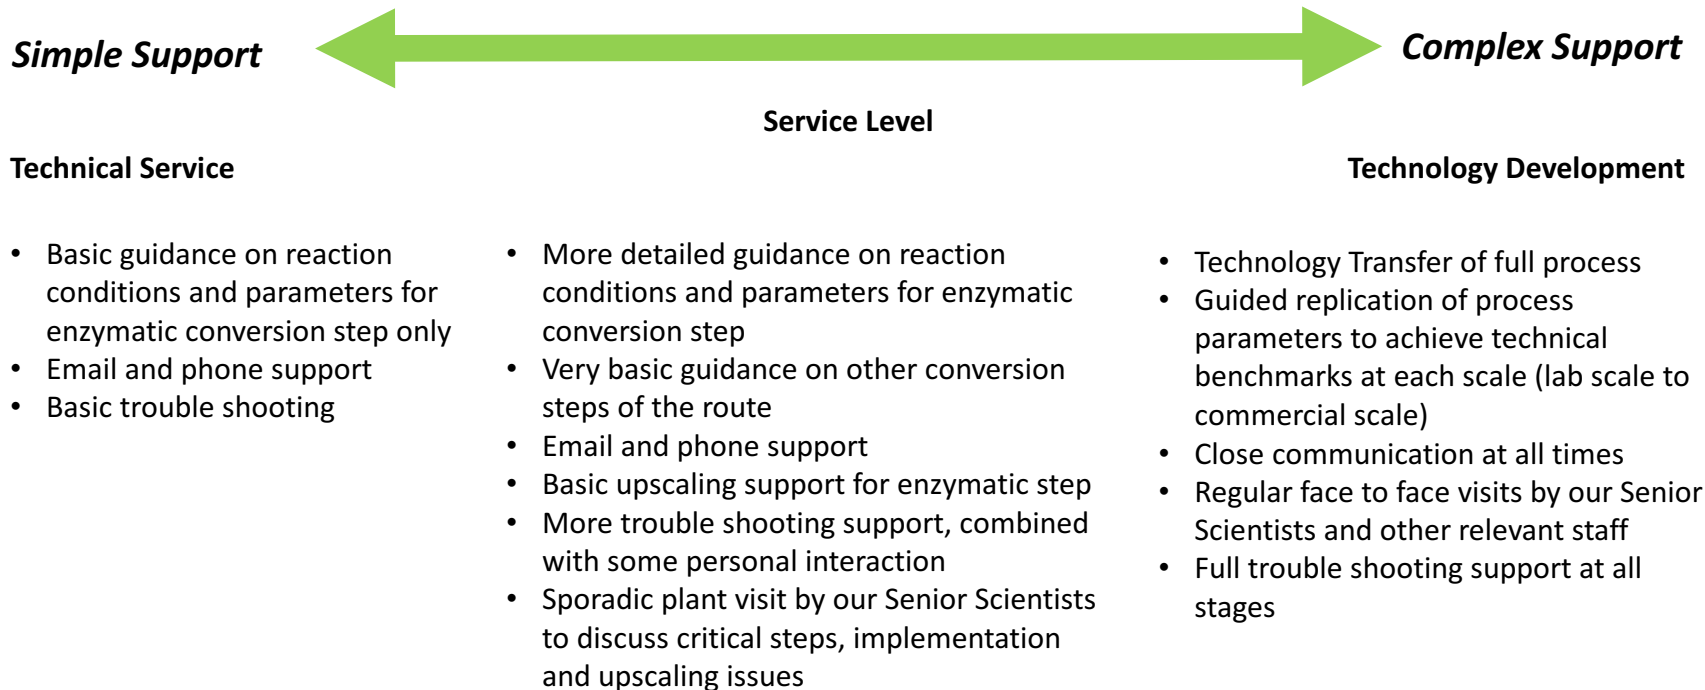 Simple Support
Complex Support
Service Level
Technical Service
Technology Development
• Basic guidance on reaction
conditions and parameters for
enzymatic conversion step only
• Email and phone support
• Basic trouble shooting
• More detailed guidance on reaction
conditions and parameters for enzymatic
conversion step
• Very basic guidance on other conversion
steps of the route
• Email and phone support
• Basic upscaling support for enzymatic step
• More trouble shooting support, combined
with some personal interaction
• Sporadic plant visit by our Senior Scientists
to discuss critical steps, implementation
and upscaling issues
• Technology Transfer of full process
• Guided replication of process
parameters to achieve technical
benchmarks at each scale (lab scale to
commercial scale)
• Close communication at all times
• Regular face to face visits by our Senior
Scientists and other relevant staff
• Full trouble shooting support at all
stages